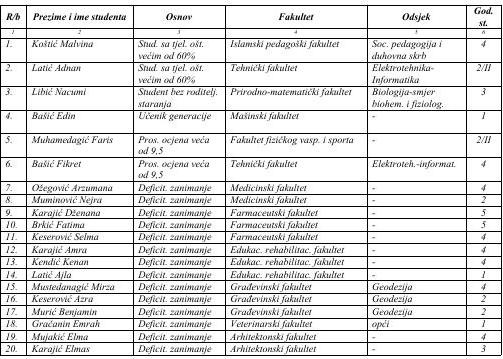 R/b Prezime i ime studenta Osnov Fakultet Odsjek God. st.
1 2 3 4 5 6
1. Koštić Malvina Stud. sa tjel. ošt. većim od 60% Islamski pedagoški fakultet Soc. pedagogija i duhovna skrb 4
2. Latić Adnan Stud. sa tjel. ošt. većim od 60% Tehnički fakultet Elektrotehnika-Informatika 2/II
3. Libić Nacumi Student bez roditelj. staranja Prirodno-matematički fakultet Biologija-smjer biohem. i fiziolog. 3
4. Bašić Edin Učenik generacije Mašinski fakultet - 1
5. Muhamedagić Faris Pros. ocjena veća od 9,5 Fakultet fizičkog vasp. i sporta - 2/II
6. Bašić Fikret Pros. ocjena veća od 9,5 Tehnički fakultet Elektroteh.-informat. 4
7. Ožegović Arzumana Deficit. zanimanje Medicinski fakultet - 4
8. Muminović Nejra Deficit. zanimanje Medicinski fakultet - 2
9. Karajić Dženana Deficit. zanimanje Farmaceutski fakultet - 5
10. Brkić Fatima Deficit. zanimanje Farmaceutski fakultet - 5
11. Keserović Selma Deficit. zanimanje Farmaceutski fakultet - 4
12. Karajić Amra Deficit. zanimanje Edukac. rehabilitac. fakultet - 4
13. Kendić Kenan Deficit. zanimanje Edukac. rehabilitac. fakultet - 4
14. Latić Ajla Deficit. zanimanje Edukac. rehabilitac. fakultet - 1
15. Mustedanagić Mirza Deficit. zanimanje Građevinski fakultet Geodezija 4
16. Keserović Azra Deficit. zanimanje Građevinski fakultet Geodezija 2
17. Murić Benjamin Deficit. zanimanje Građevinski fakultet Geodezija 2
18. Gračanin Emrah Deficit. zanimanje Veterinarski fakultet opći 1
19. Mujakić Elma Deficit. zanimanje Arhitektonski fakultet - 4
20. Karajić Elmas Deficit. zanimanje Arhitektonski fakultet - 3